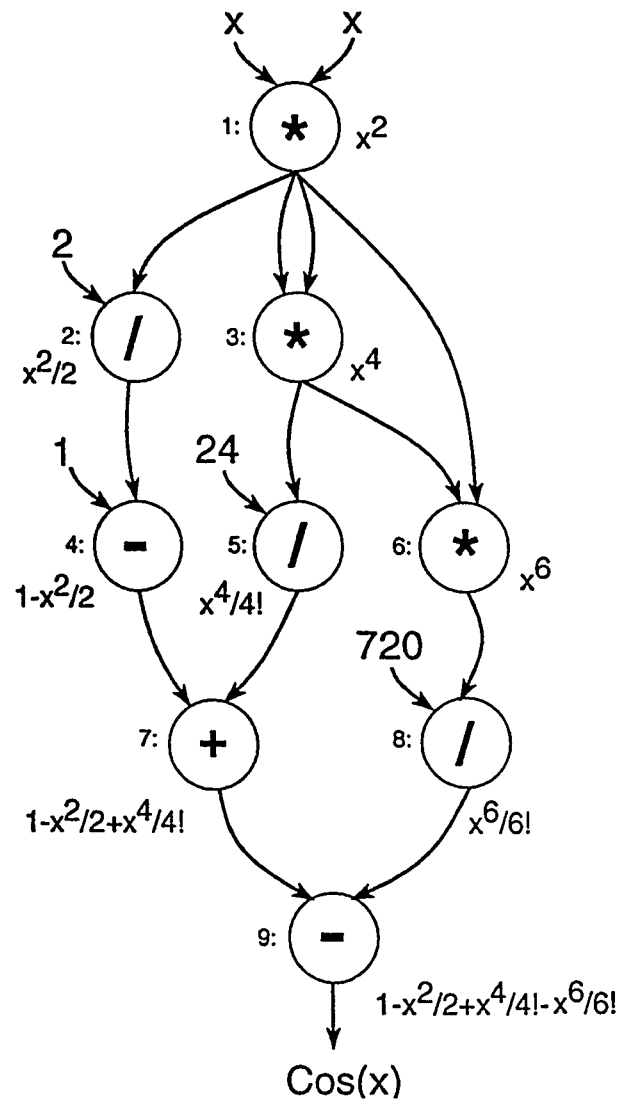 x x
1: * x²
2
2: / 3: *
x²/2 x⁴
1 24
4: - 5: / 6: *
1-x²/2 x⁴/4! x⁶
720
7: + 8: /
1-x²/2+x⁴/4! x⁶/6!
9: -
1-x²/2+x⁴/4!-x⁶/6!
Cos(x)